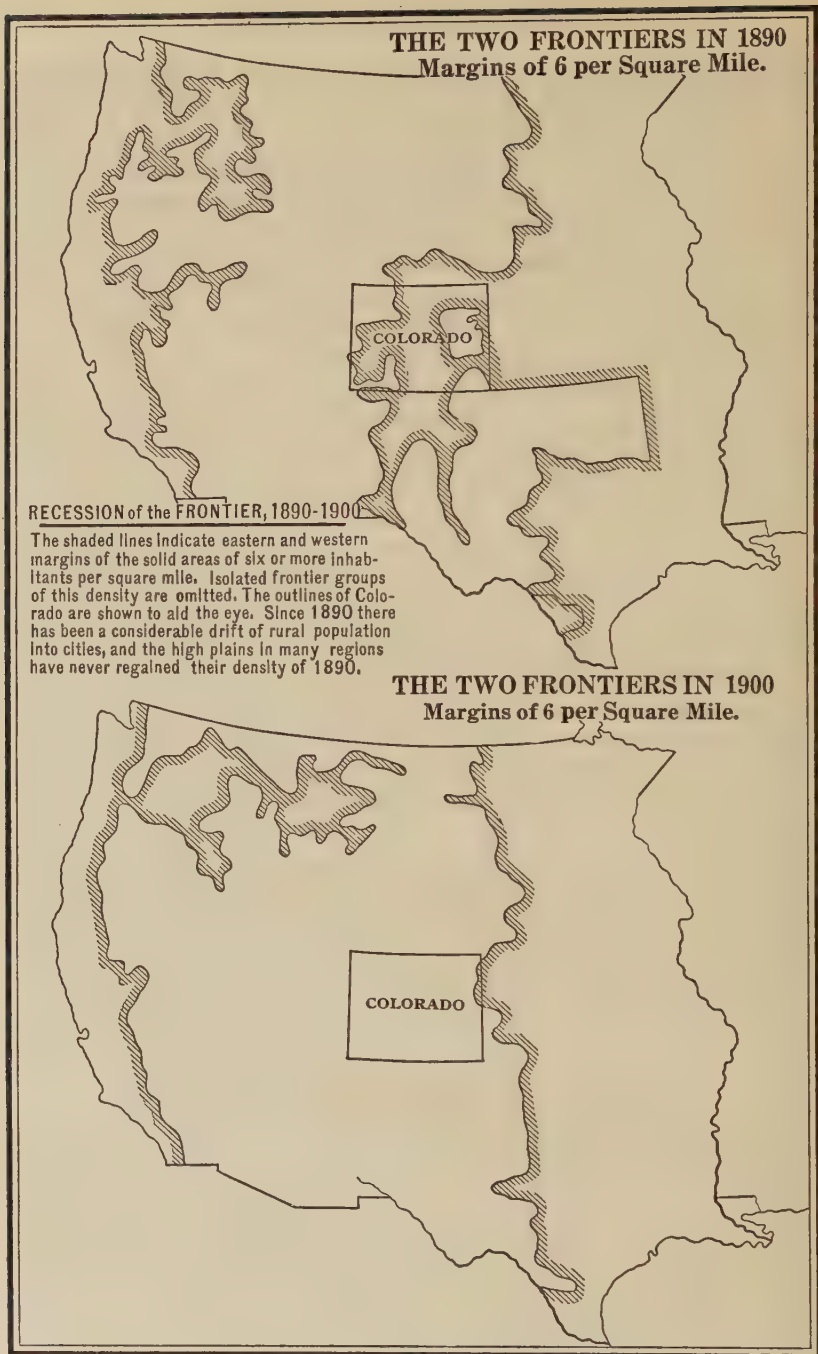 THE TWO FRONTIERS IN 1890
Margins of 6 per Square Mile.
COLORADO
RECESSION of the FRONTIER, 1890-1900
The shaded lines indicate eastern and western
margins of the solid areas of six or more inhab-
itants per square mile. Isolated frontier groups
of this density are omitted. The outlines of Colo-
rado are shown to aid the eye. Since 1890 there
has been a considerable drift of rural population
into cities, and the high plains in many regions
have never regained their density of 1890.
THE TWO FRONTIERS IN 1900
Margins of 6 per Square Mile.
COLORADO